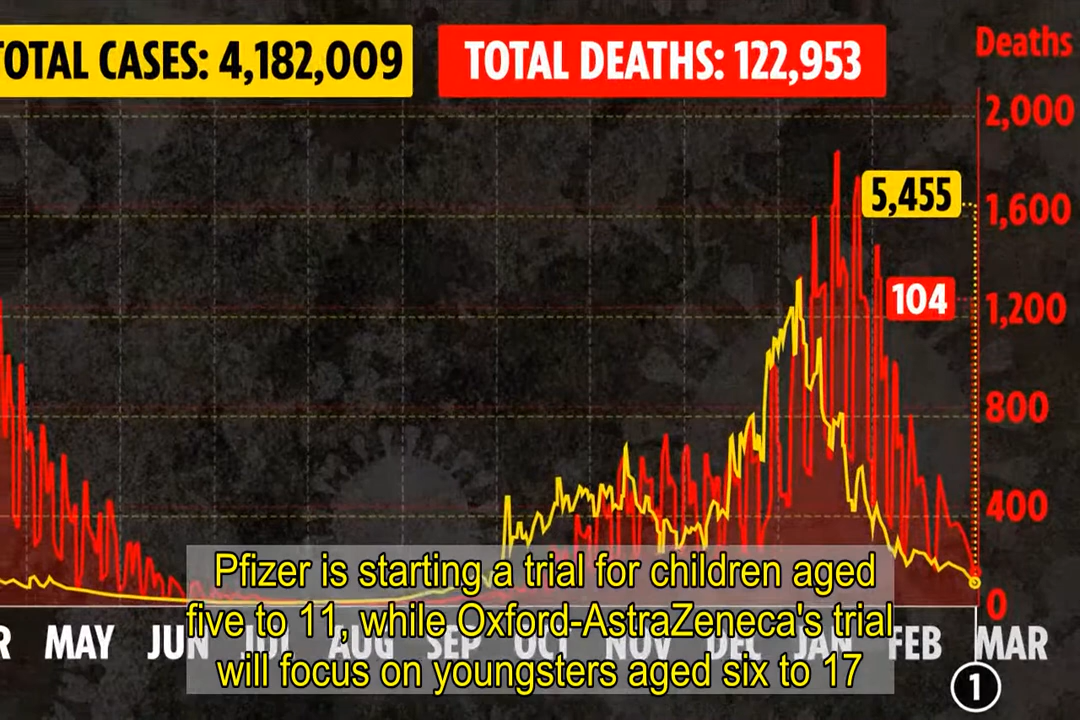 TOTAL CASES: 4,182,009
TOTAL DEATHS: 122,953
Deaths
2,000
5,455
1,600
104
1,200
800
400
0
MAY JUN JUL AUG SEP OCT NOV DEC JAN FEB MAR
Pfizer is starting a trial for children aged
five to 11, while Oxford-AstraZeneca's trial
will focus on youngsters aged six to 17
1